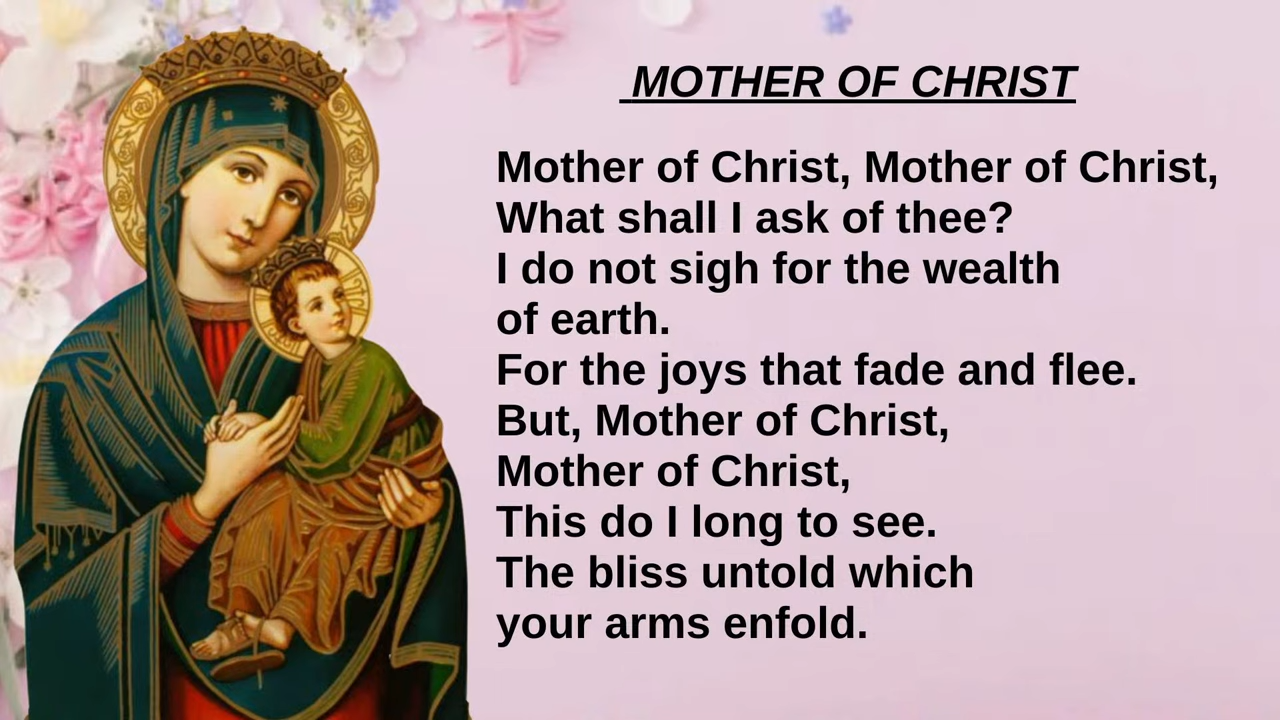 MOTHER OF CHRIST
Mother of Christ, Mother of Christ,
What shall I ask of thee?
I do not sigh for the wealth
of earth.
For the joys that fade and flee.
But, Mother of Christ,
Mother of Christ,
This do I long to see.
The bliss untold which
your arms enfold.